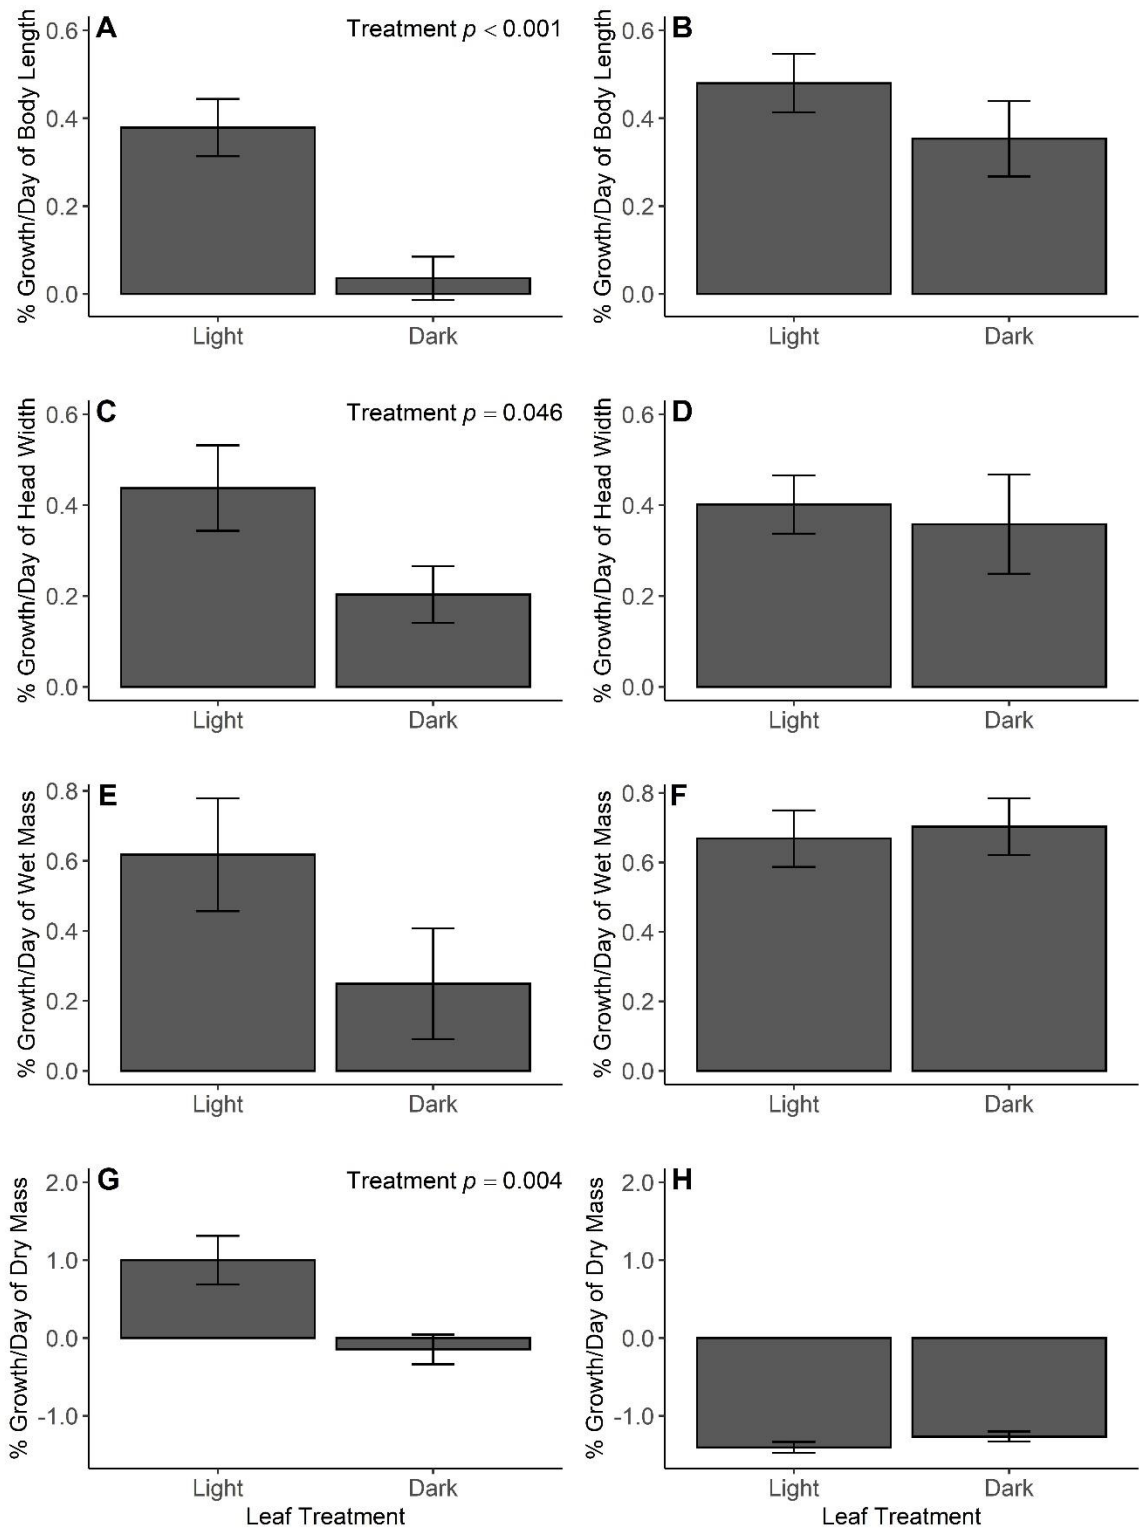 A
Treatment p < 0.001
% Growth/Day of Body Length
0.6
0.4
0.2
0.0
Light
Dark
B
% Growth/Day of Body Length
0.6
0.4
0.2
0.0
Light
Dark
C
Treatment p = 0.046
% Growth/Day of Head Width
0.6
0.4
0.2
0.0
Light
Dark
D
% Growth/Day of Head Width
0.6
0.4
0.2
0.0
Light
Dark
E
% Growth/Day of Wet Mass
0.8
0.6
0.4
0.2
0.0
Light
Dark
F
% Growth/Day of Wet Mass
0.8
0.6
0.4
0.2
0.0
Light
Dark
G
Treatment p = 0.004
% Growth/Day of Dry Mass
2.0
1.0
0.0
-1.0
Light
Dark
Leaf Treatment
H
% Growth/Day of Dry Mass
2.0
1.0
0.0
-1.0
Light
Dark
Leaf Treatment